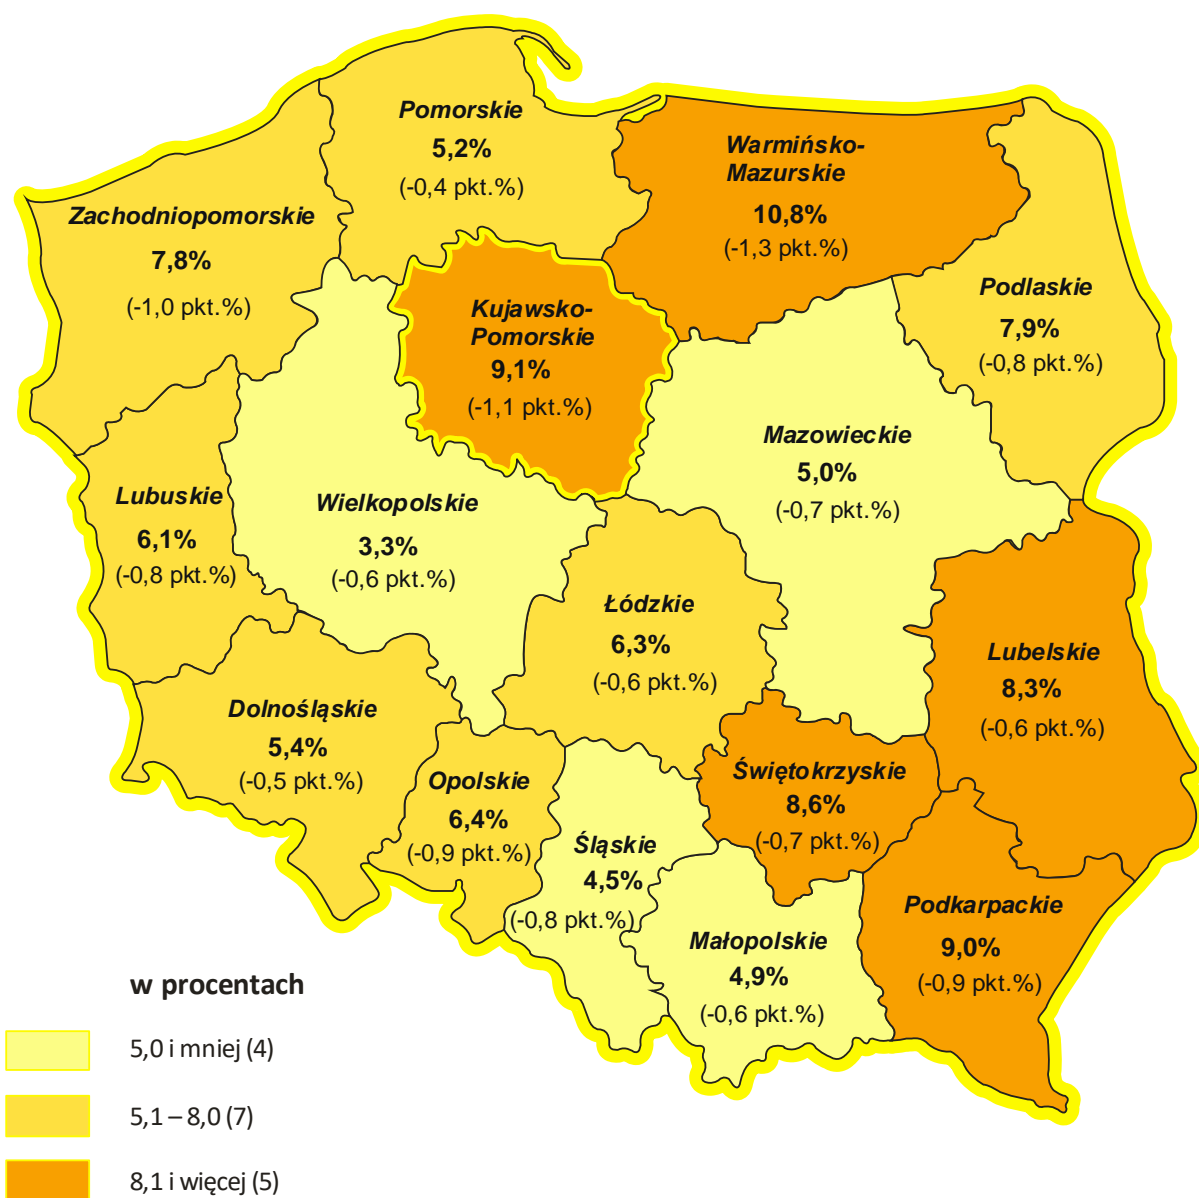 Pomorskie
5,2%
(-0,4 pkt.%)
Warmińsko-
Mazurskie
10,8%
(-1,3 pkt.%)
Zachodniopomorskie
7,8%
(-1,0 pkt.%)
Kujawsko-
Pomorskie
9,1%
(-1,1 pkt.%)
Podlaskie
7,9%
(-0,8 pkt.%)
Mazowieckie
5,0%
(-0,7 pkt.%)
Lubuskie
6,1%
(-0,8 pkt.%)
Wielkopolskie
3,3%
(-0,6 pkt.%)
Łódzkie
6,3%
(-0,6 pkt.%)
Lubelskie
8,3%
(-0,6 pkt.%)
Dolnośląskie
5,4%
(-0,5 pkt.%)
Opolskie
6,4%
(-0,9 pkt.%)
Świętokrzyskie
8,6%
(-0,7 pkt.%)
Śląskie
4,5%
(-0,8 pkt.%)
Małopolskie
4,9%
(-0,6 pkt.%)
Podkarpackie
9,0%
(-0,9 pkt.%)
w procentach
5,0 i mniej (4)
5,1 – 8,0 (7)
8,1 i więcej (5)